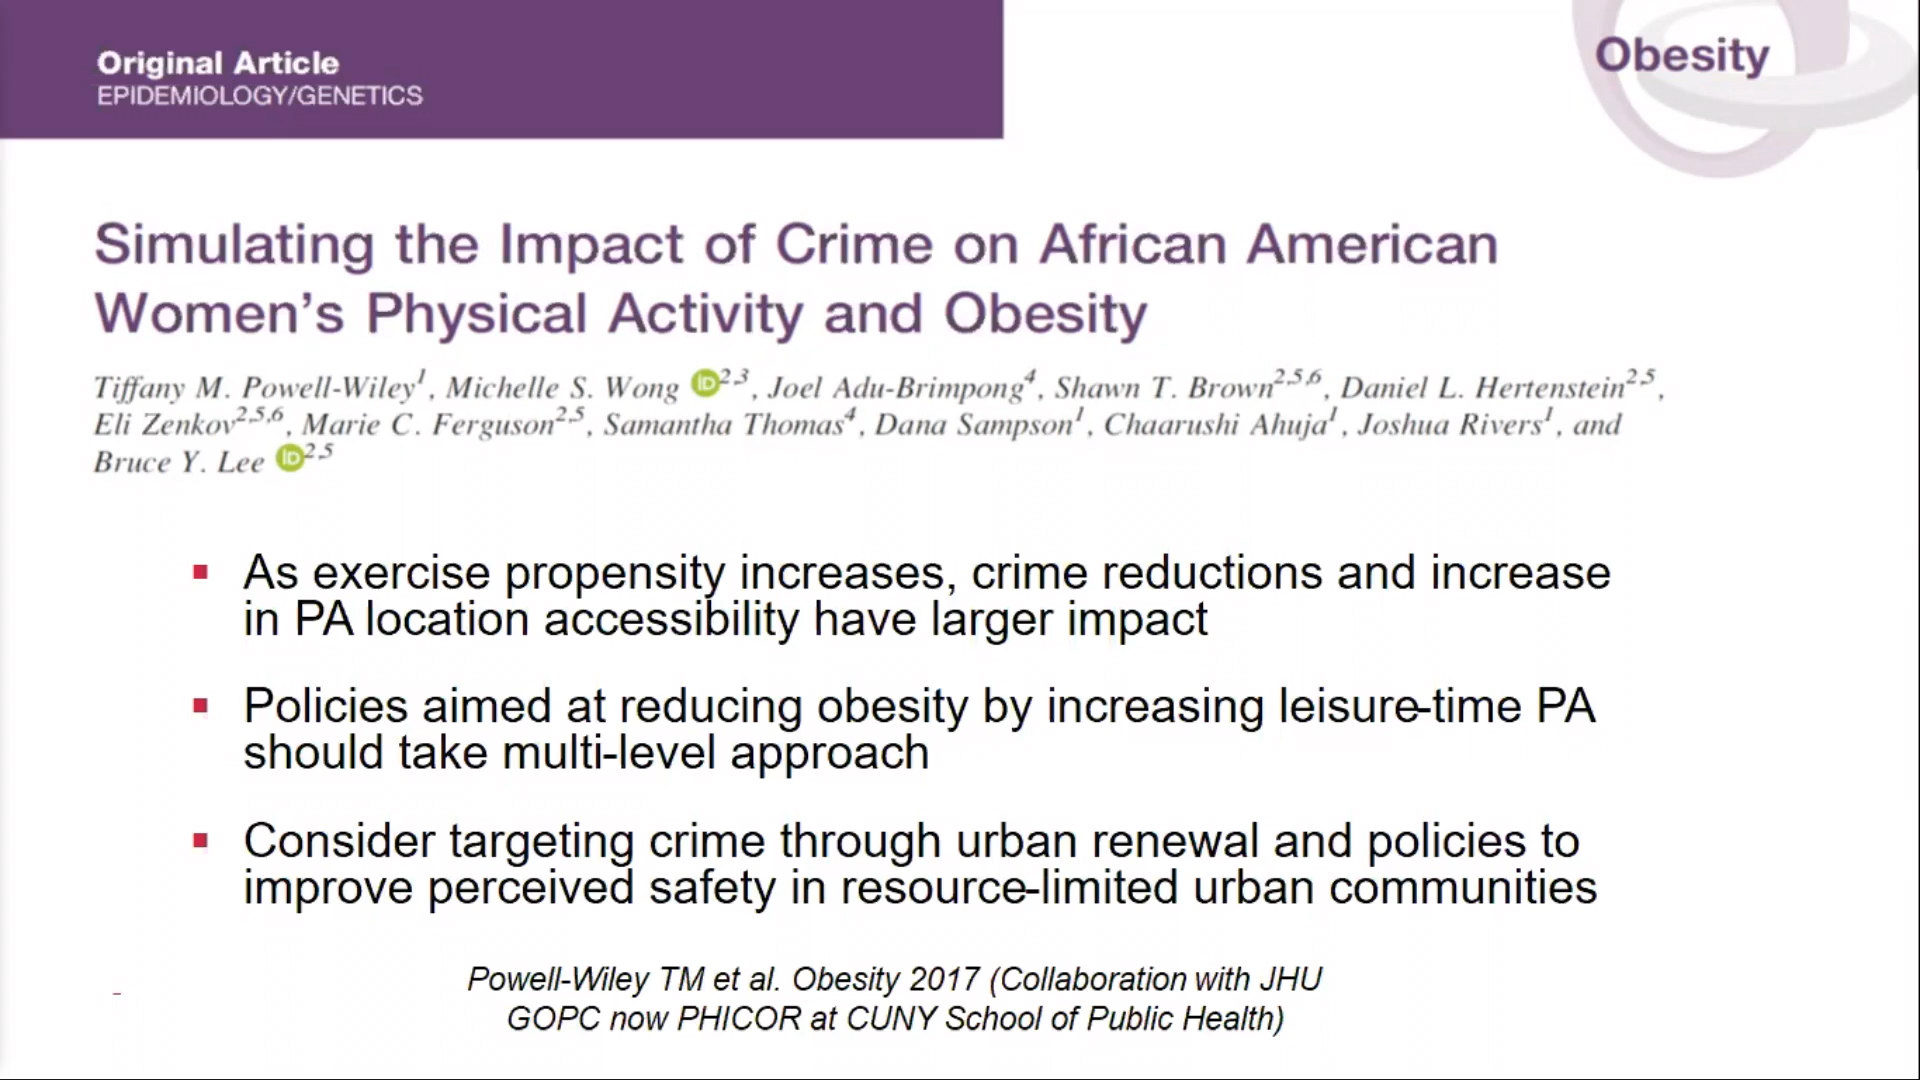 Original Article
EPIDEMIOLOGY/GENETICS
Obesity
Simulating the Impact of Crime on African American
Women's Physical Activity and Obesity
Tiffany M. Powell-Wiley1, Michelle S. Wong iD 2,3, Joel Adu-Brimpong4, Shawn T. Brown2,5,6, Daniel L. Hertenstein2,5,
Eli Zenkov2,5,6, Marie C. Ferguson2,5, Samantha Thomas4, Dana Sampson1, Chaarushi Ahuja1, Joshua Rivers1, and
Bruce Y. Lee iD 2,5
▪ As exercise propensity increases, crime reductions and increase
in PA location accessibility have larger impact
▪ Policies aimed at reducing obesity by increasing leisure-time PA
should take multi-level approach
▪ Consider targeting crime through urban renewal and policies to
improve perceived safety in resource-limited urban communities
Powell-Wiley TM et al. Obesity 2017 (Collaboration with JHU
GOPC now PHICOR at CUNY School of Public Health)